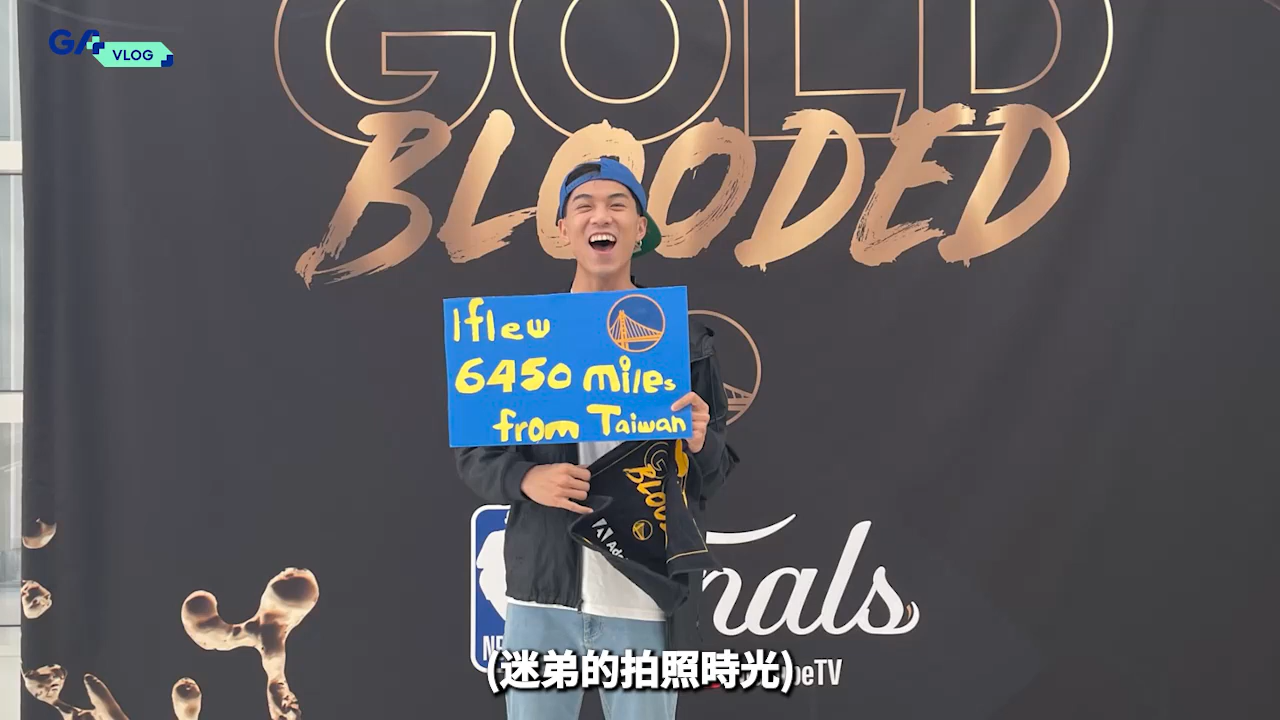 GA
VLOG
GOLD
BLOODED
I flew
6450 miles
from Taiwan
(迷弟的拍照時光)